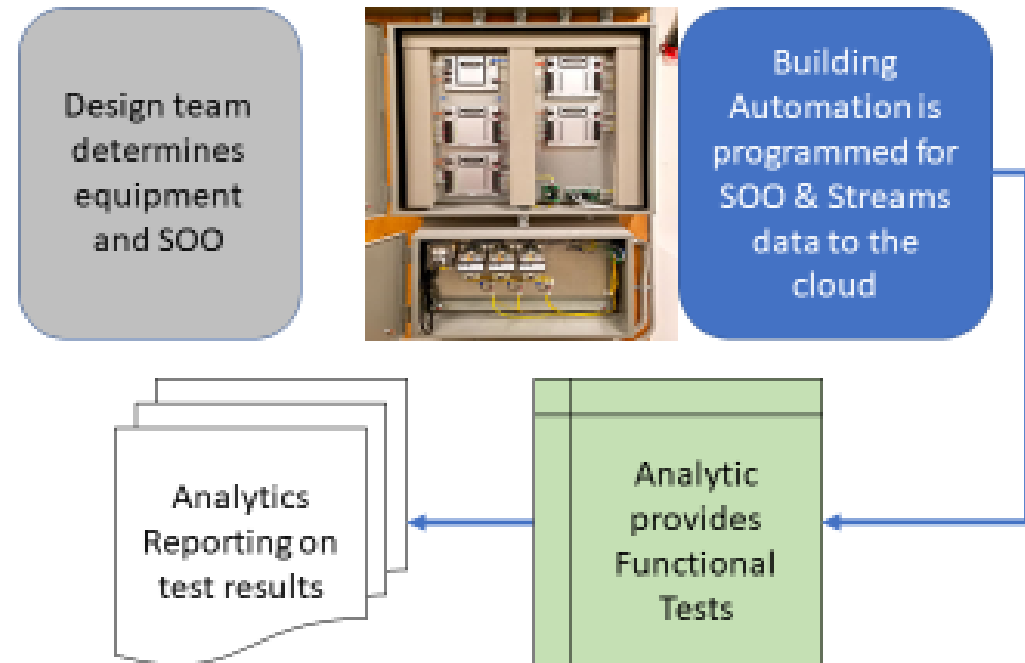 Design team
determines
equipment
and SOO
Building
Automation is
programmed for
SOO & Streams
data to the
cloud
Analytics
Reporting on
test results
Analytic
provides
Functional
Tests